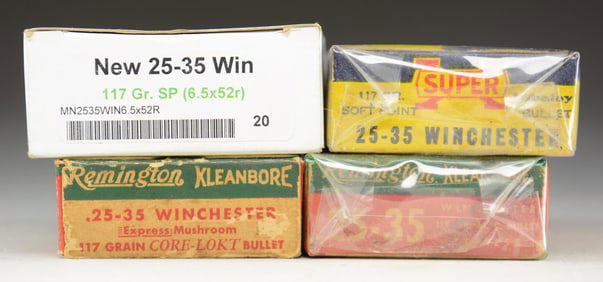 New 25-35 Win
117 Gr. SP (6.5x52r)
MN2535WIN6.5x52R
20
SUPER
117 GR.
SOFT POINT
BULLET
25-35 WINCHESTER
Remington KLEANBORE
.25-35 WINCHESTER
Express Mushroom
117 GRAIN CORE-LOKT BULLET
Remington
25-35